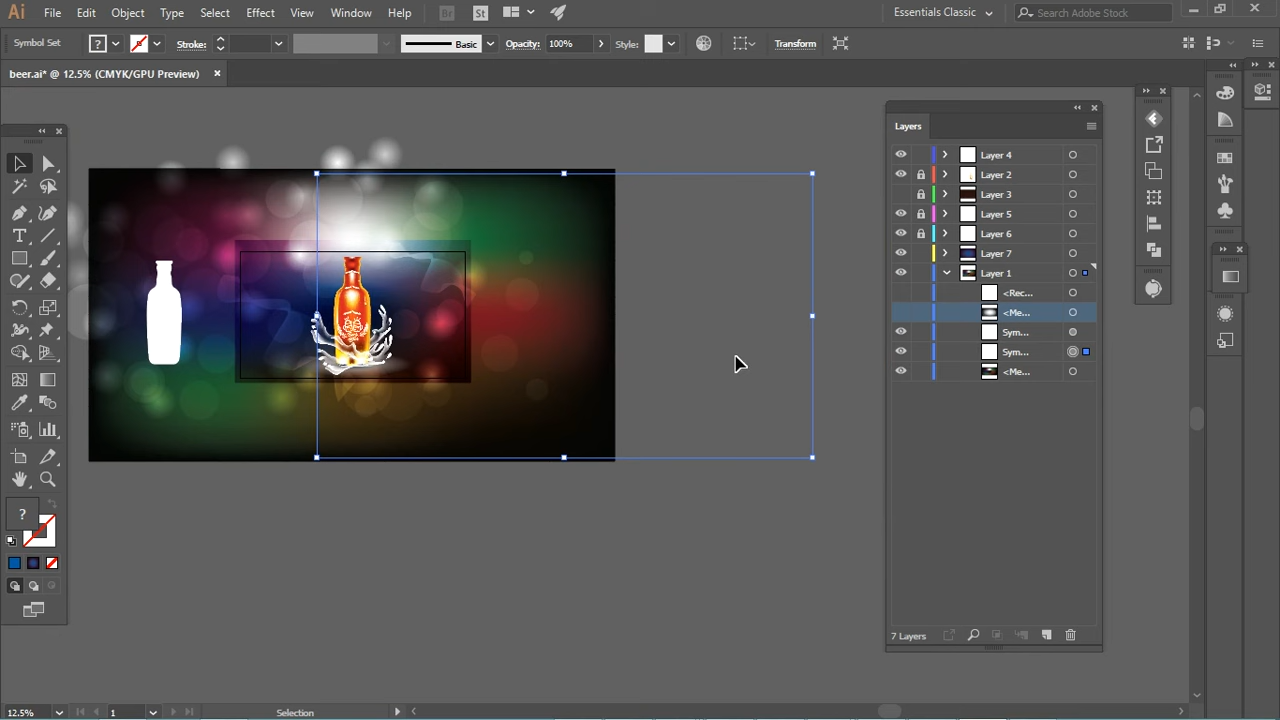 Ai File Edit Object Type Select Effect View Window Help Br St Essentials Classic Search Adobe Stock
Symbol Set ? Stroke: Basic Opacity: 100% Style: Transform
beer.ai* @ 12.5% (CMYK/GPU Preview) ×
Layers
Layer 4
Layer 2
Layer 3
Layer 5
Layer 6
Layer 7
Layer 1
<Rec...
<Me...
Sym...
Sym...
<Me...
?
7 Layers
12.5% 1 Selection